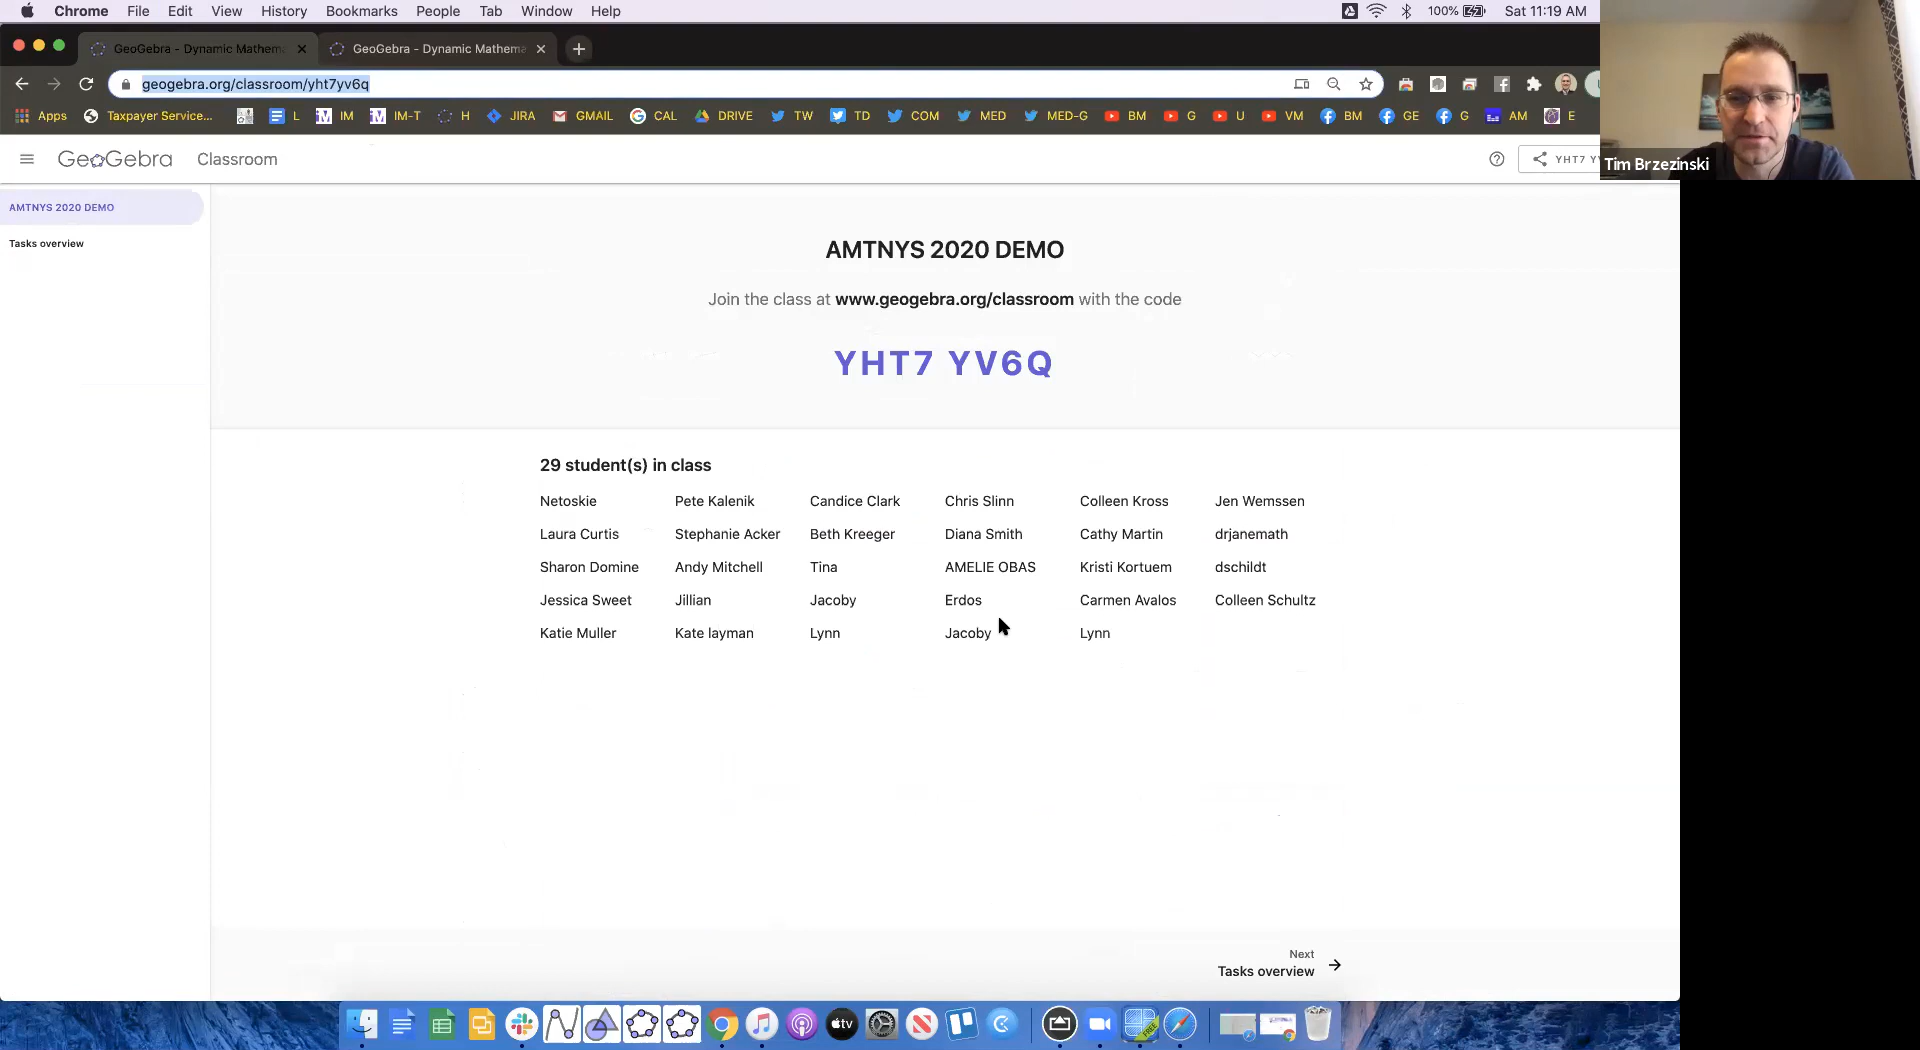 Chrome File Edit View History Bookmarks People Tab Window Help 100% Sat 11:19 AM
GeoGebra - Dynamic Mathem GeoGebra - Dynamic Mathema
geogebra.org/classroom/yht7yv6q
Apps Taxpayer Service... L IM IM-T H JIRA GMAIL CAL DRIVE TW TD COM MED MED-G BM G U VM BM GE G AM E
GeoGebra Classroom YHT7 Y
Tim Brzezinski
AMTNYS 2020 DEMO
Tasks overview
AMTNYS 2020 DEMO
Join the class at www.geogebra.org/classroom with the code
YHT7 YV6Q
29 student(s) in class
Netoskie Pete Kalenik Candice Clark Chris Slinn Colleen Kross Jen Wemssen
Laura Curtis Stephanie Acker Beth Kreeger Diana Smith Cathy Martin drjanemath
Sharon Domine Andy Mitchell Tina AMELIE OBAS Kristi Kortuem dschildt
Jessica Sweet Jillian Jacoby Erdos Carmen Avalos Colleen Schultz
Katie Muller Kate layman Lynn Jacoby Lynn
Next
Tasks overview
tv
FREE